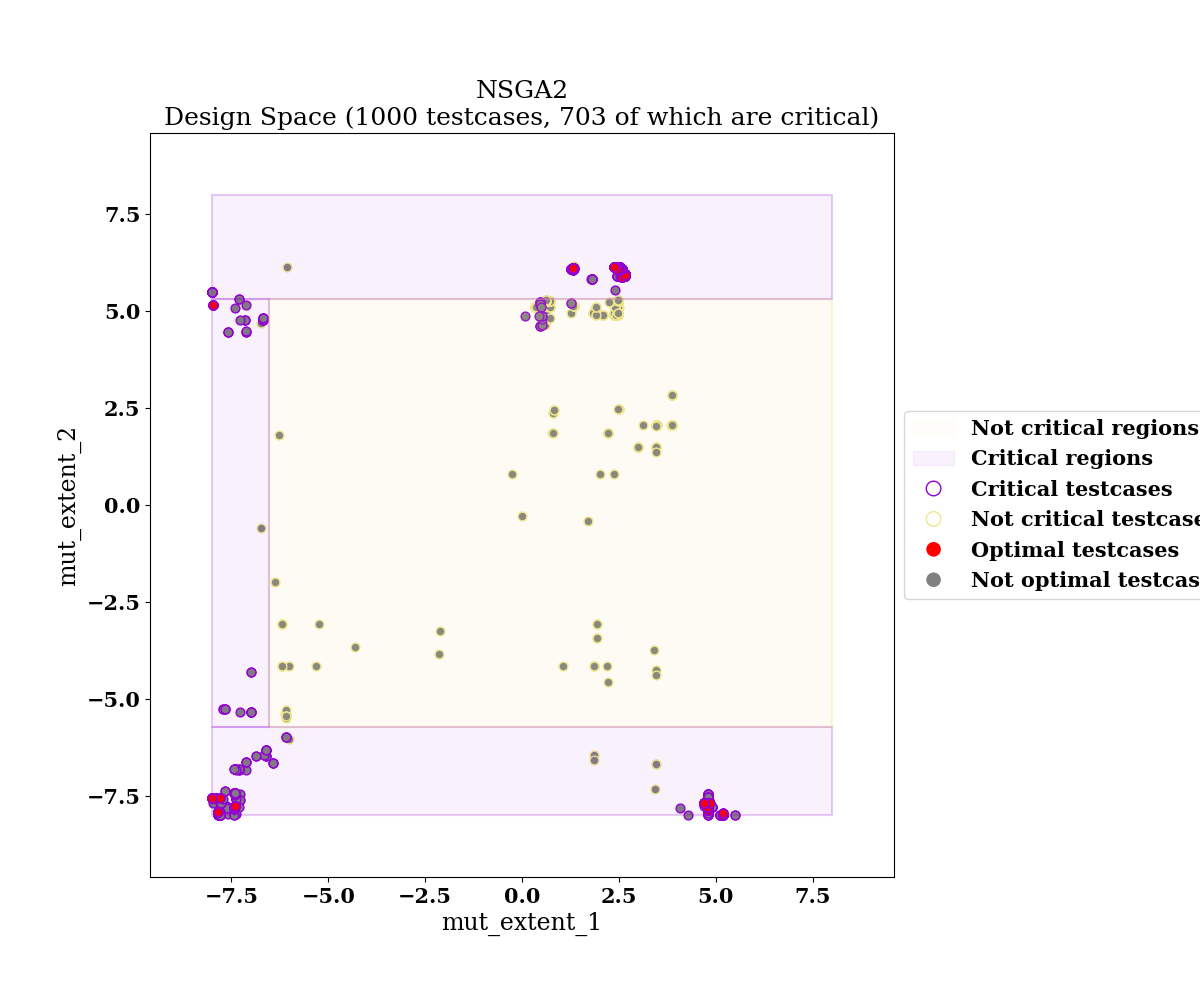 NSGA2
Design Space (1000 testcases, 703 of which are critical)
7.5
5.0
2.5
0.0
−2.5
−5.0
−7.5
mut_extent_2
−7.5 −5.0 −2.5 0.0 2.5 5.0 7.5
mut_extent_1
Not critical regions
Critical regions
Critical testcases
Not critical testcase
Optimal testcases
Not optimal testcas